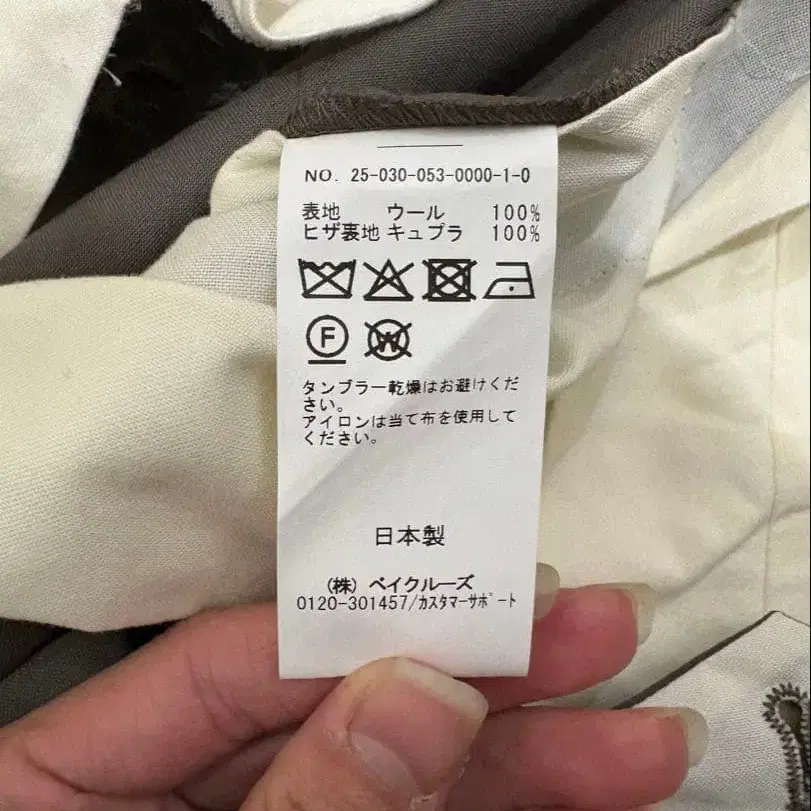 NO. 25-030-053-0000-1-0
表地 ウール 100%
ヒザ裏地 キュプラ 100%
F W
タンブラー乾燥はお避けくだ
さい。
アイロンは当て布を使用して
ください。
日本製
(株) ベイクルーズ
0120-301457/カスタマーサポート